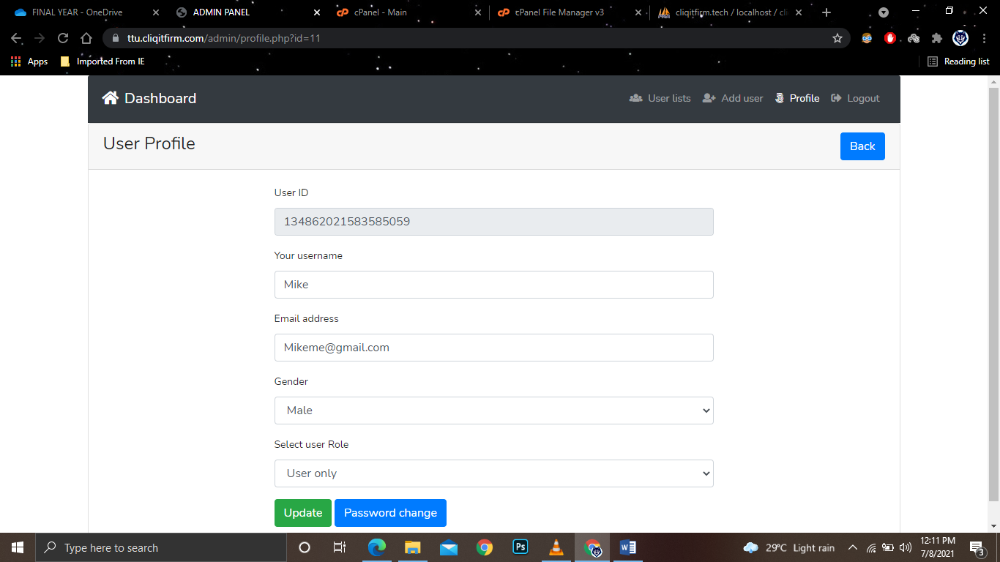 FINAL YEAR - OneDrive
ADMIN PANEL
cPanel - Main
cPanel File Manager v3
cliqitfirm.tech / localhost / cli
ttu.cliqitfirm.com/admin/profile.php?id=11
Apps
Imported From IE
Reading list
Dashboard
User lists
Add user
Profile
Logout
User Profile
Back
User ID
134862021583585059
Your username
Mike
Email address
Mikeme@gmail.com
Gender
Male
Select user Role
User only
Update
Password change
Type here to search
Ps
29°C Light rain
12:11 PM
7/8/2021
3